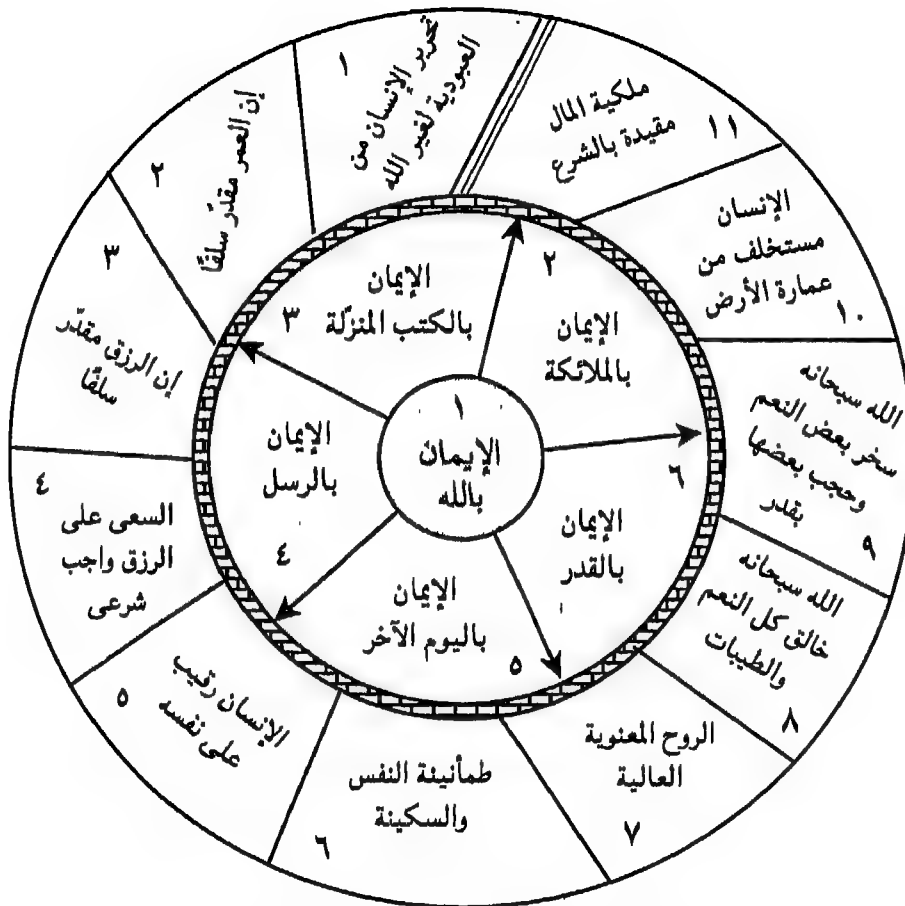 ١
الإيمان
بالله
٢
الإيمان
بالملائكة
٣
الإيمان
بالكتب المنزلّة
الإيمان
بالرسل
٤
الإيمان
باليوم الآخر
٥
٦
الإيمان
بالقدر
١
تحرير الإنسان من
العبودية لغير الله
٢
إن العمر مقدّر سلفًا
٣
إن الرزق مقدّر
سلفًا
٤
السعى على
الرزق واجب
شرعى
٥
الإنسان رقيب
على نفسه
طمأنينة النفس
والسكينة
٦
الروح المعنوية
العالية
٧
الله سبحانه
خالق كل النعم
والطيبات
٨
الله سبحانه
سخر بعض النعم
وحجب بعضها
بقدر
٩
الإنسان
مستخلف من
عمارة الأرض
١٠
ملكية المال
مقيدة بالشرع
١١